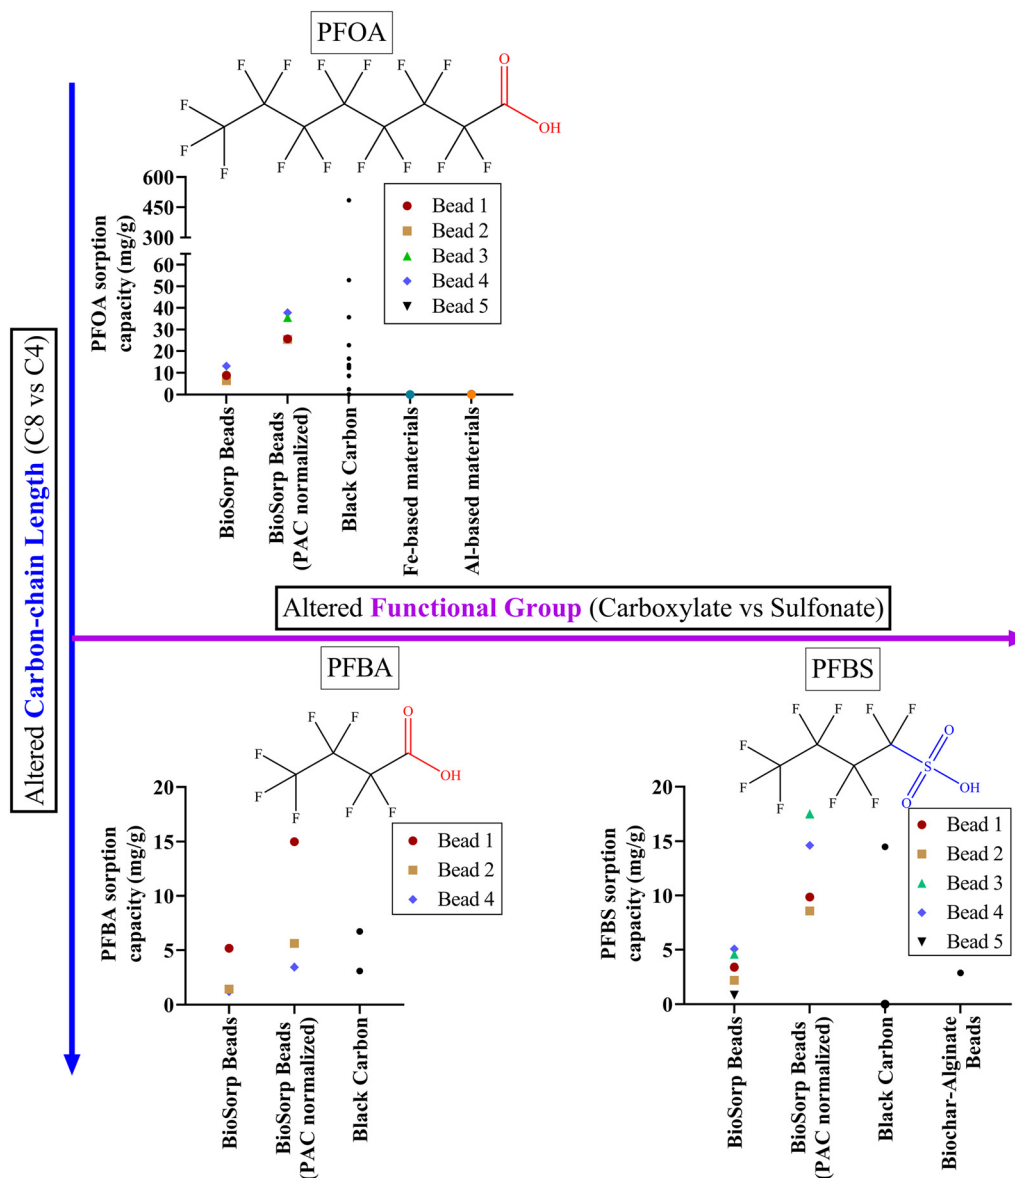 PFOA
F F F F F F O
F
F
F F F F F F F
OH
PFOA sorption
capacity (mg/g)
600
450
300
60
50
40
30
20
10
0
Bead 1
Bead 2
Bead 3
Bead 4
Bead 5
BioSorp Beads
BioSorp Beads
(PAC normalized)
Black Carbon
Fe-based materials
Al-based materials
Altered Carbon-chain Length (C8 vs C4)
Altered Functional Group (Carboxylate vs Sulfonate)
PFBA
F F O
F
F
F F F
OH
PFBA sorption
capacity (mg/g)
20
15
10
5
0
Bead 1
Bead 2
Bead 4
BioSorp Beads
BioSorp Beads
(PAC normalized)
Black Carbon
PFBS
F F F F O
F
F
F F F
S
O
OH
PFBS sorption
capacity (mg/g)
20
15
10
5
0
Bead 1
Bead 2
Bead 3
Bead 4
Bead 5
BioSorp Beads
BioSorp Beads
(PAC normalized)
Black Carbon
Biochar-Alginate
Beads